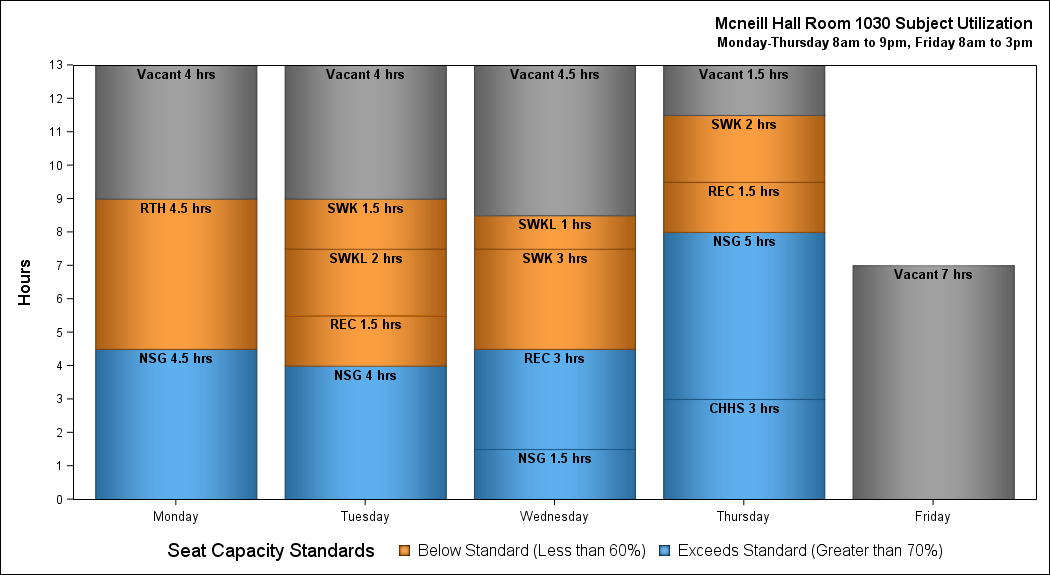 Mcneill Hall Room 1030 Subject Utilization
Monday-Thursday 8am to 9pm, Friday 8am to 3pm
Hours
13
12
11
10
9
8
7
6
5
4
3
2
1
0
Vacant 4 hrs
RTH 4.5 hrs
NSG 4.5 hrs
Vacant 4 hrs
SWK 1.5 hrs
SWKL 2 hrs
REC 1.5 hrs
NSG 4 hrs
Vacant 4.5 hrs
SWKL 1 hrs
SWK 3 hrs
REC 3 hrs
NSG 1.5 hrs
Vacant 1.5 hrs
SWK 2 hrs
REC 1.5 hrs
NSG 5 hrs
CHHS 3 hrs
Vacant 7 hrs
Monday Tuesday Wednesday Thursday Friday
Seat Capacity Standards Below Standard (Less than 60%) Exceeds Standard (Greater than 70%)